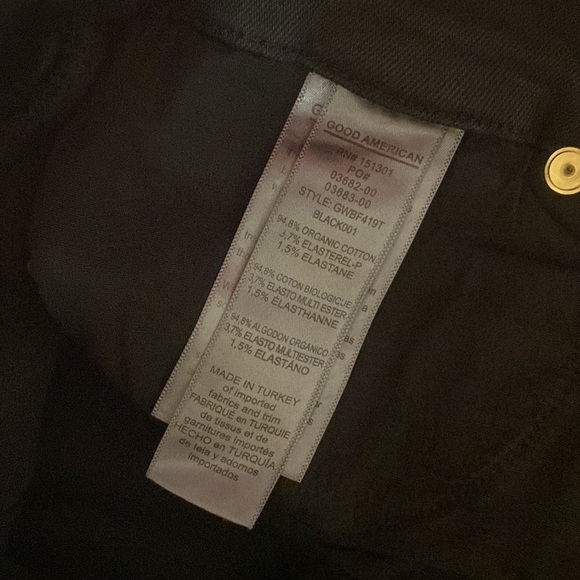 GOOD AMERICAN
RN# 151301
PO#
03682-00
03683-00
STYLE: GWBF419T
BLACK001
94,8% ORGANIC COTTON
3,7% ELASTEREL-P
1.5% ELASTANE
94,8% COTON BIOLOGIQUE
3,7% ELASTO MULTI ESTER
1.5% ÉLASTHANNE
94,8% ALGODON ORGANICO
3,7% ELASTO MULTIESTER
1.5% ELASTÁNO
MADE IN TURKEY
of imported
fabrics and trim
FABRIQUÉ en TURQUIE
de tissus et de
garnitures importés
HECHO en TURQUÍA
de tela y adornos
importados